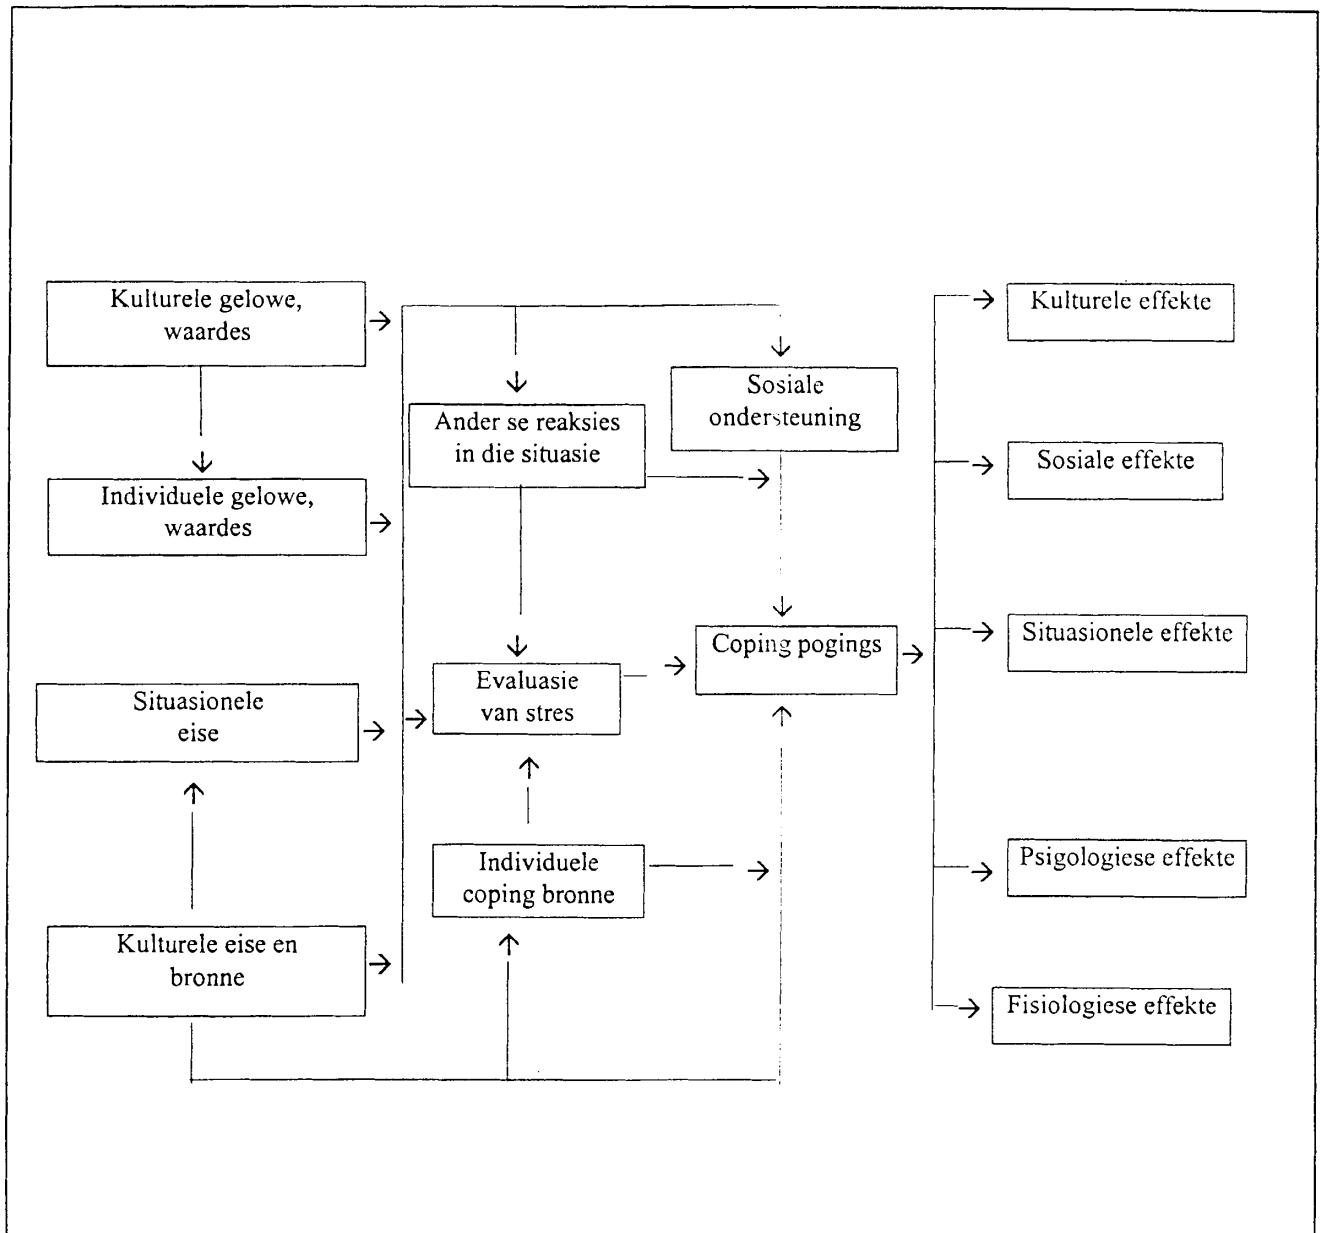 Kulturele gelowe,
waardes
Individuele gelowe,
waardes
Situasionele
eise
Kulturele eise en
bronne
Ander se reaksies
in die situasie
Evaluasie
van stres
Individuele
coping bronne
Sosiale
ondersteuning
Coping pogings
Kulturele effekte
Sosiale effekte
Situasionele effekte
Psigologiese effekte
Fisiologiese effekte